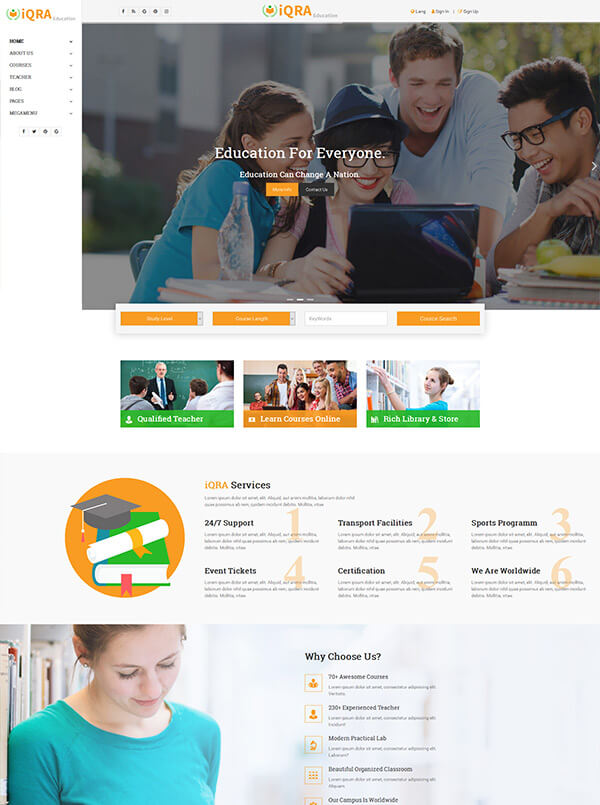 iQRA Education
HOME
ABOUT US
COURSES
TEACHER
BLOG
PAGES
MEGAMENU
iQRA Education
Lang Sign In | Sign Up
Education For Everyone.
Education Can Change A Nation.
More Info Contact Us
Study Level Course Length KeyWords Course Search
Qualified Teacher
Learn Courses Online
Rich Library & Store
iQRA Services
Lorem ipsum dolor sit amet, elit. Aliquid, aut animi mollitia, laborum dolor
nihil quae possimus ab rem, quidem incidunt debitis. Mollitia, vitae
24/7 Support 1
Lorem ipsum dolor sit amet, elit. Aliquid, aut
animi mollitia, laborum dolor nihil quae
possimus ab rem, quidem incidunt
debitis. Mollitia, vitae
Transport Facilities 2
Lorem ipsum dolor sit amet, elit. Aliquid, aut
animi mollitia, laborum dolor nihil quae
possimus ab rem, quidem incidunt
debitis. Mollitia, vitae
Sports Programm 3
Lorem ipsum dolor sit amet, elit. Aliquid, aut
animi mollitia, laborum dolor nihil quae
possimus ab rem, quidem incidunt
debitis. Mollitia, vitae
Event Tickets 4
Lorem ipsum dolor sit amet, elit. Aliquid, aut
animi mollitia, laborum dolor nihil quae
possimus ab rem, quidem incidunt
debitis. Mollitia, vitae
Certification 5
Lorem ipsum dolor sit amet, elit. Aliquid, aut
animi mollitia, laborum dolor nihil quae
possimus ab rem, quidem incidunt
debitis. Mollitia, vitae
We Are Worldwide 6
Lorem ipsum dolor sit amet, elit. Aliquid, aut
animi mollitia, laborum dolor nihil quae
possimus ab rem, quidem incidunt
debitis. Mollitia, vitae
Why Choose Us?
70+ Awesome Courses
Lorem ipsum dolor sit amet, consectetur adipisicing elit.
Veritatis
230+ Experienced Teacher
Lorem ipsum dolor sit amet, consectetur adipisicing elit.
Incidunt
Modern Practical Lab
Lorem ipsum dolor sit amet, consectetur adipisicing elit.
Laborum?
Beautiful Organized Classroom
Lorem ipsum dolor sit amet, consectetur adipisicing elit.
Aliquam
Our Campus Is Worldwide